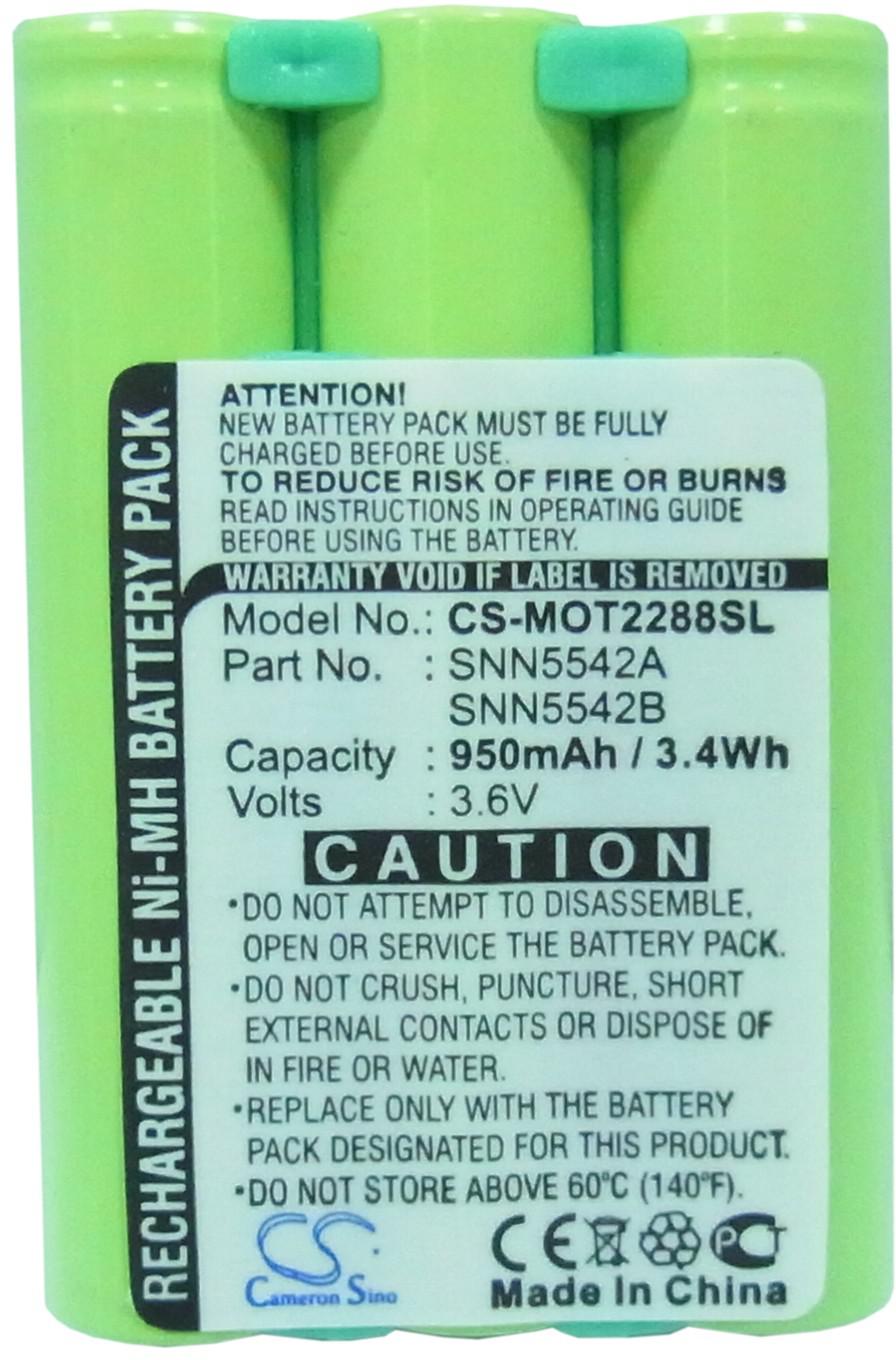 RECHARGEABLE Ni-MH BATTERY PACK
ATTENTION!
NEW BATTERY PACK MUST BE FULLY
CHARGED BEFORE USE.
TO REDUCE RISK OF FIRE OR BURNS
READ INSTRUCTIONS IN OPERATING GUIDE
BEFORE USING THE BATTERY.
WARRANTY VOID IF LABEL IS REMOVED
Model No.: CS-MOT2288SL
Part No. : SNN5542A
SNN5542B
Capacity : 950mAh / 3.4Wh
Volts : 3.6V
CAUTION
•DO NOT ATTEMPT TO DISASSEMBLE,
OPEN OR SERVICE THE BATTERY PACK.
•DO NOT CRUSH, PUNCTURE, SHORT
EXTERNAL CONTACTS OR DISPOSE OF
IN FIRE OR WATER.
•REPLACE ONLY WITH THE BATTERY
PACK DESIGNATED FOR THIS PRODUCT.
•DO NOT STORE ABOVE 60°C (140°F).
CS
Cameron Sino
CE PCT
Made In China